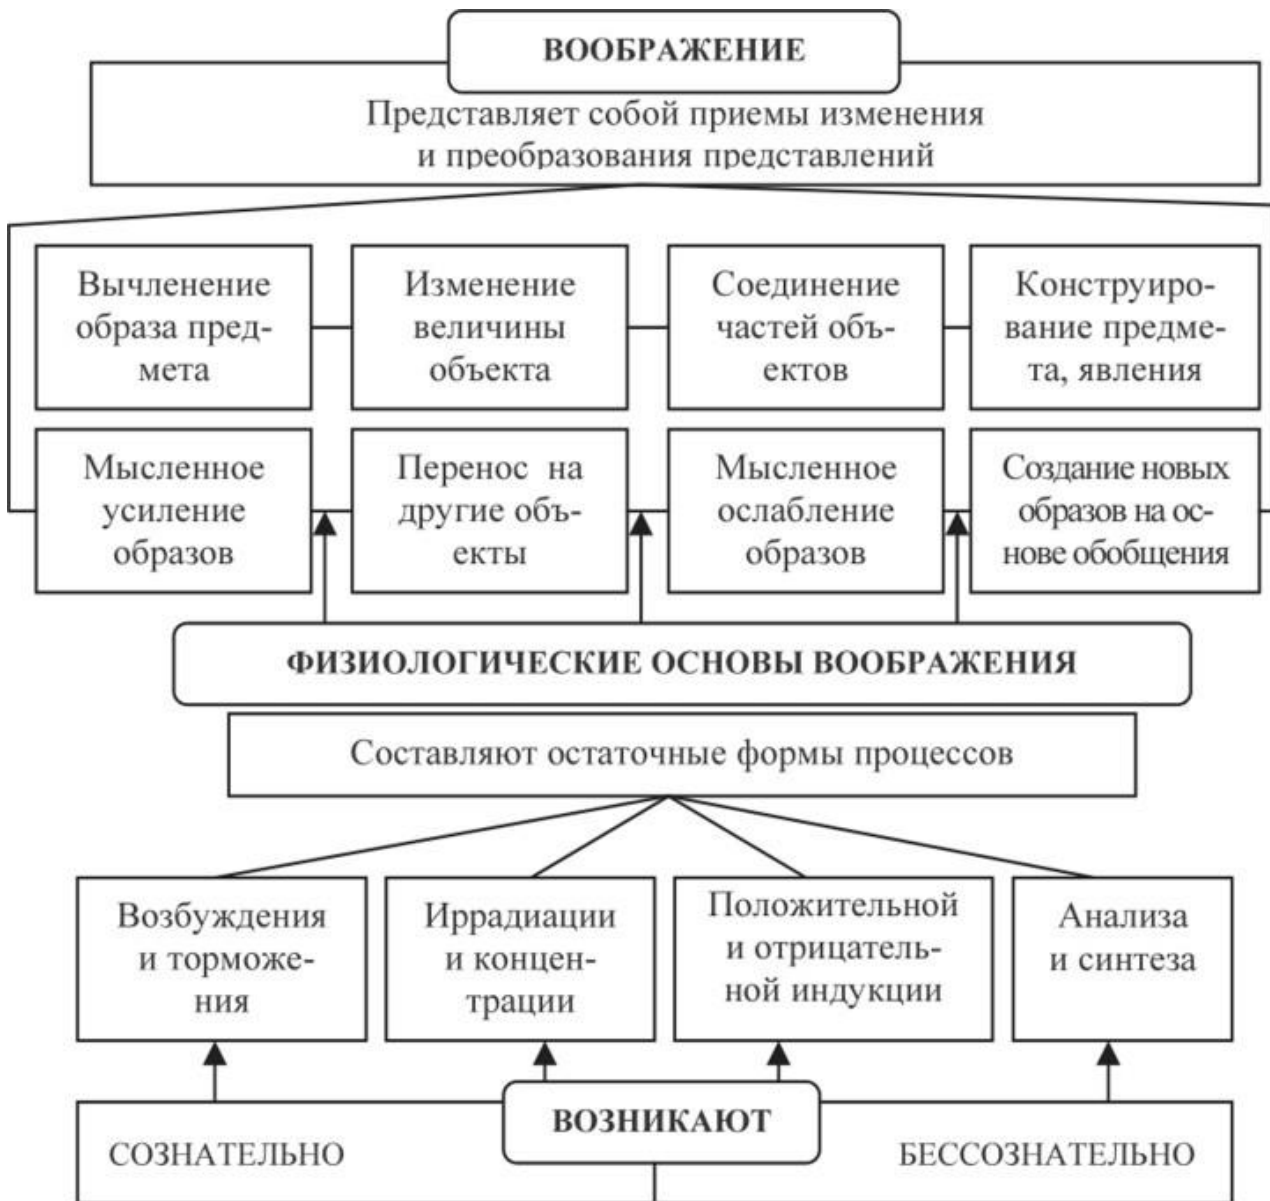 ВООБРАЖЕНИЕ
Представляет собой приемы изменения
и преобразования представлений
Вычленение
образа пред-
мета
Изменение
величины
объекта
Соединение
частей объ-
ектов
Конструиро-
вание предме-
та, явления
Мысленное
усиление
образов
Перенос на
другие объ-
екты
Мысленное
ослабление
образов
Создание новых
образов на ос-
нове обобщения
ФИЗИОЛОГИЧЕСКИЕ ОСНОВЫ ВООБРАЖЕНИЯ
Составляют остаточные формы процессов
Возбуждения
и торможе-
ния
Иррадиации
и концен-
трации
Положительной
и отрицатель-
ной индукции
Анализа
и синтеза
ВОЗНИКАЮТ
СОЗНАТЕЛЬНО
БЕССОЗНАТЕЛЬНО